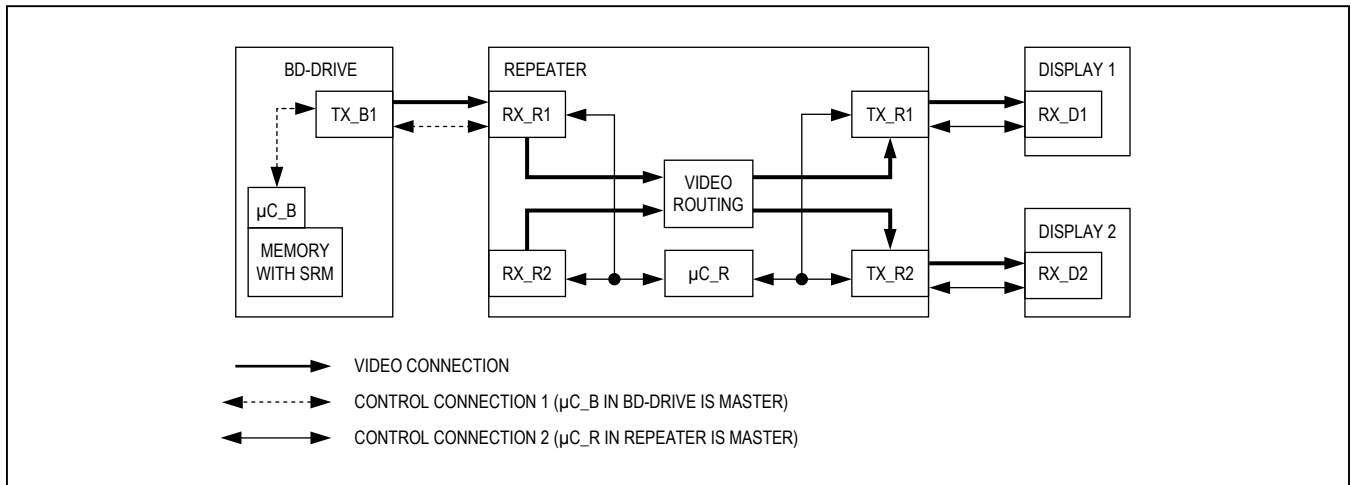 BD-DRIVE
TX_B1
µC_B
MEMORY
WITH SRM
REPEATER
RX_R1
RX_R2
VIDEO
ROUTING
µC_R
TX_R1
TX_R2
DISPLAY 1
RX_D1
DISPLAY 2
RX_D2
VIDEO CONNECTION
CONTROL CONNECTION 1 (µC_B IN BD-DRIVE IS MASTER)
CONTROL CONNECTION 2 (µC_R IN REPEATER IS MASTER)